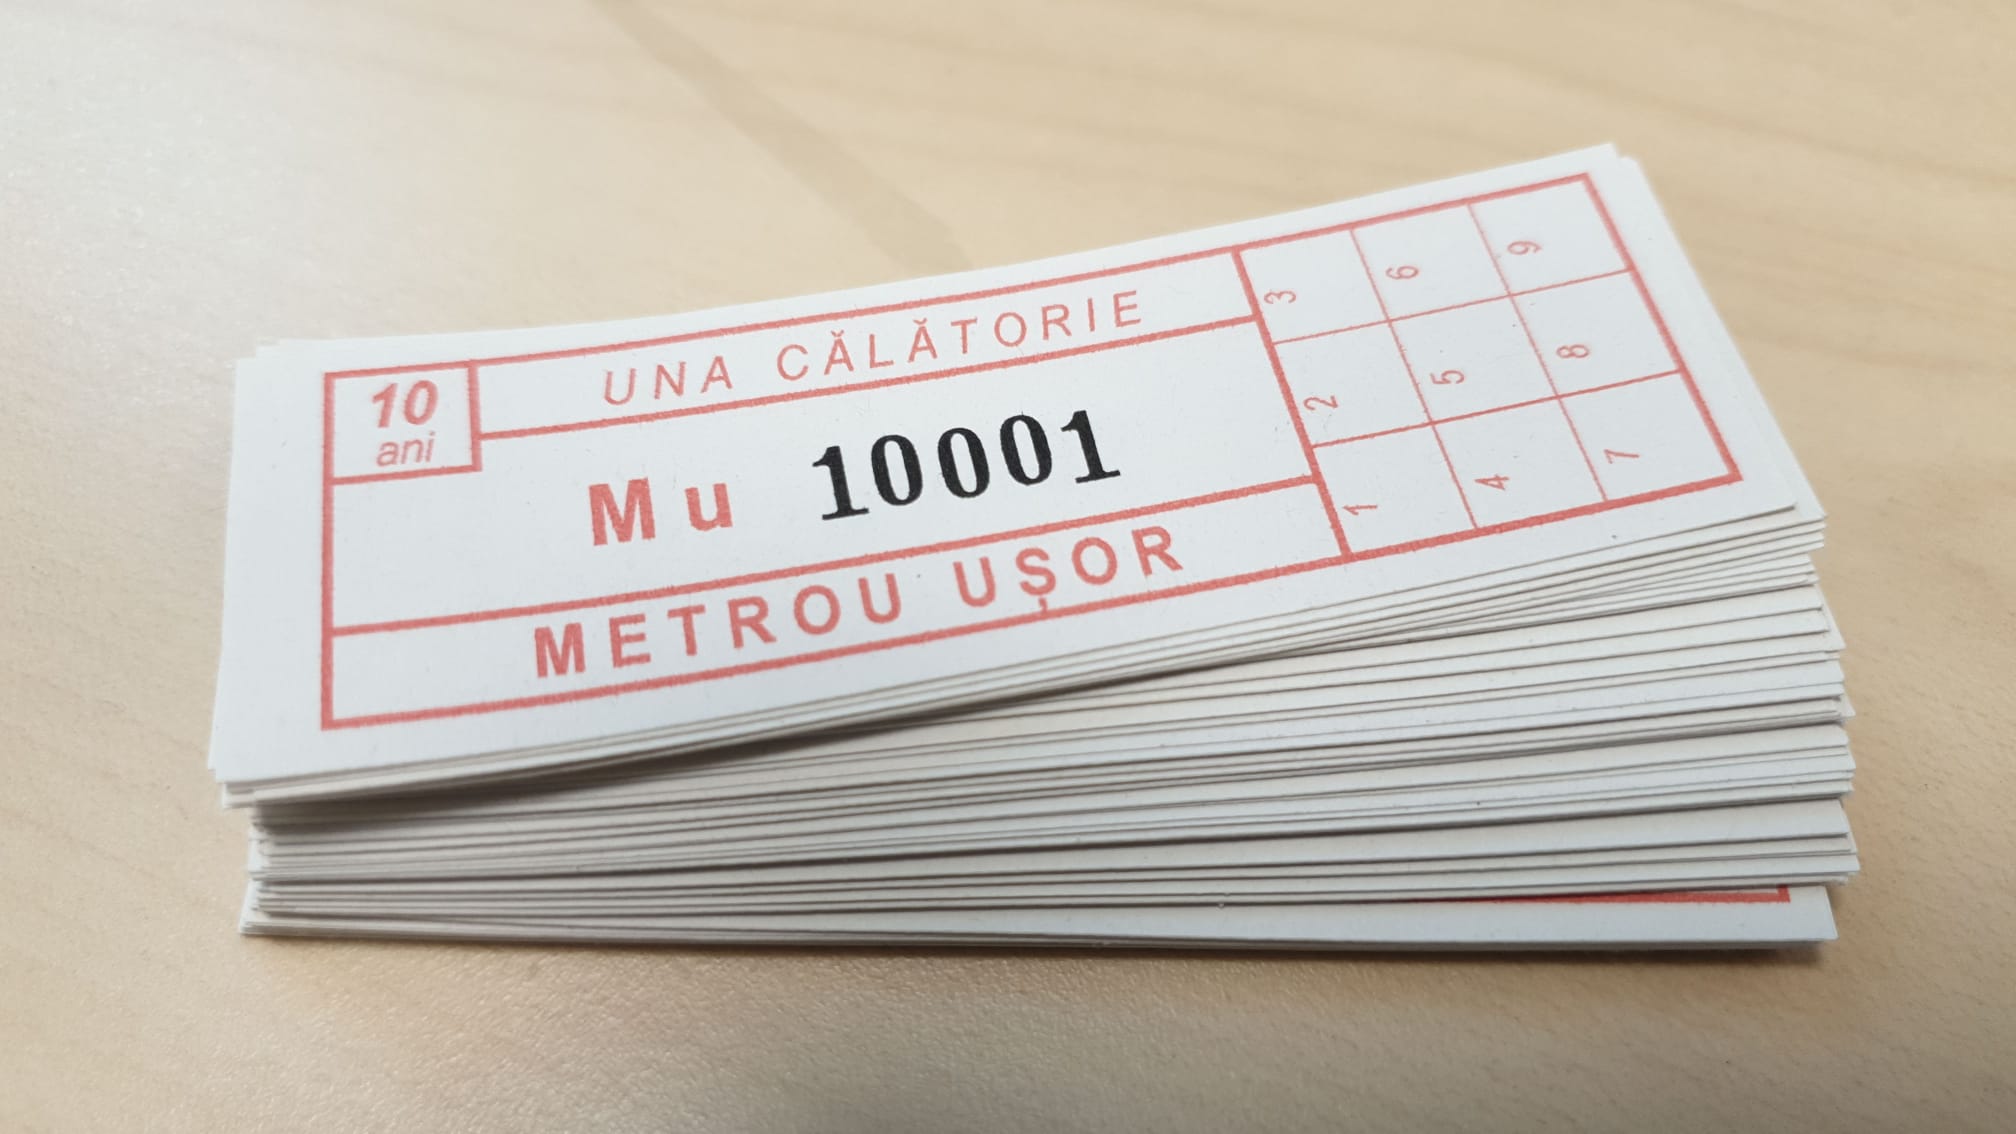 10
ani
UNA CĂLĂTORIE
Mu 10001
METROU UȘOR
3 6 9
2 5 8
1 4 7